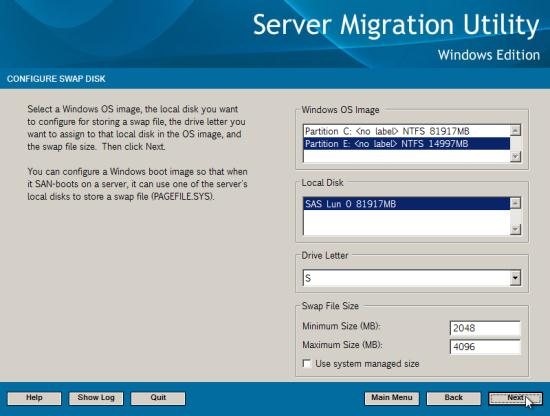 Server Migration Utility
Windows Edition
CONFIGURE SWAP DISK
Select a Windows OS image, the local disk you want
to configure for storing a swap file, the drive letter you
want to assign to that local disk in the OS image, and
the swap file size. Then click Next.
You can configure a Windows boot image so that when
it SAN-boots on a server, it can use one of the server's
local disks to store a swap file (PAGEFILE.SYS).
Windows OS Image
Partition C: <no label> NTFS 81917MB
Partition E: <no label> NTFS 14997MB
Local Disk
SAS Lun 0 81917MB
Drive Letter
S
Swap File Size
Minimum Size (MB): 2048
Maximum Size (MB): 4096
Use system managed size
Help Show Log Quit Main Menu Back Next